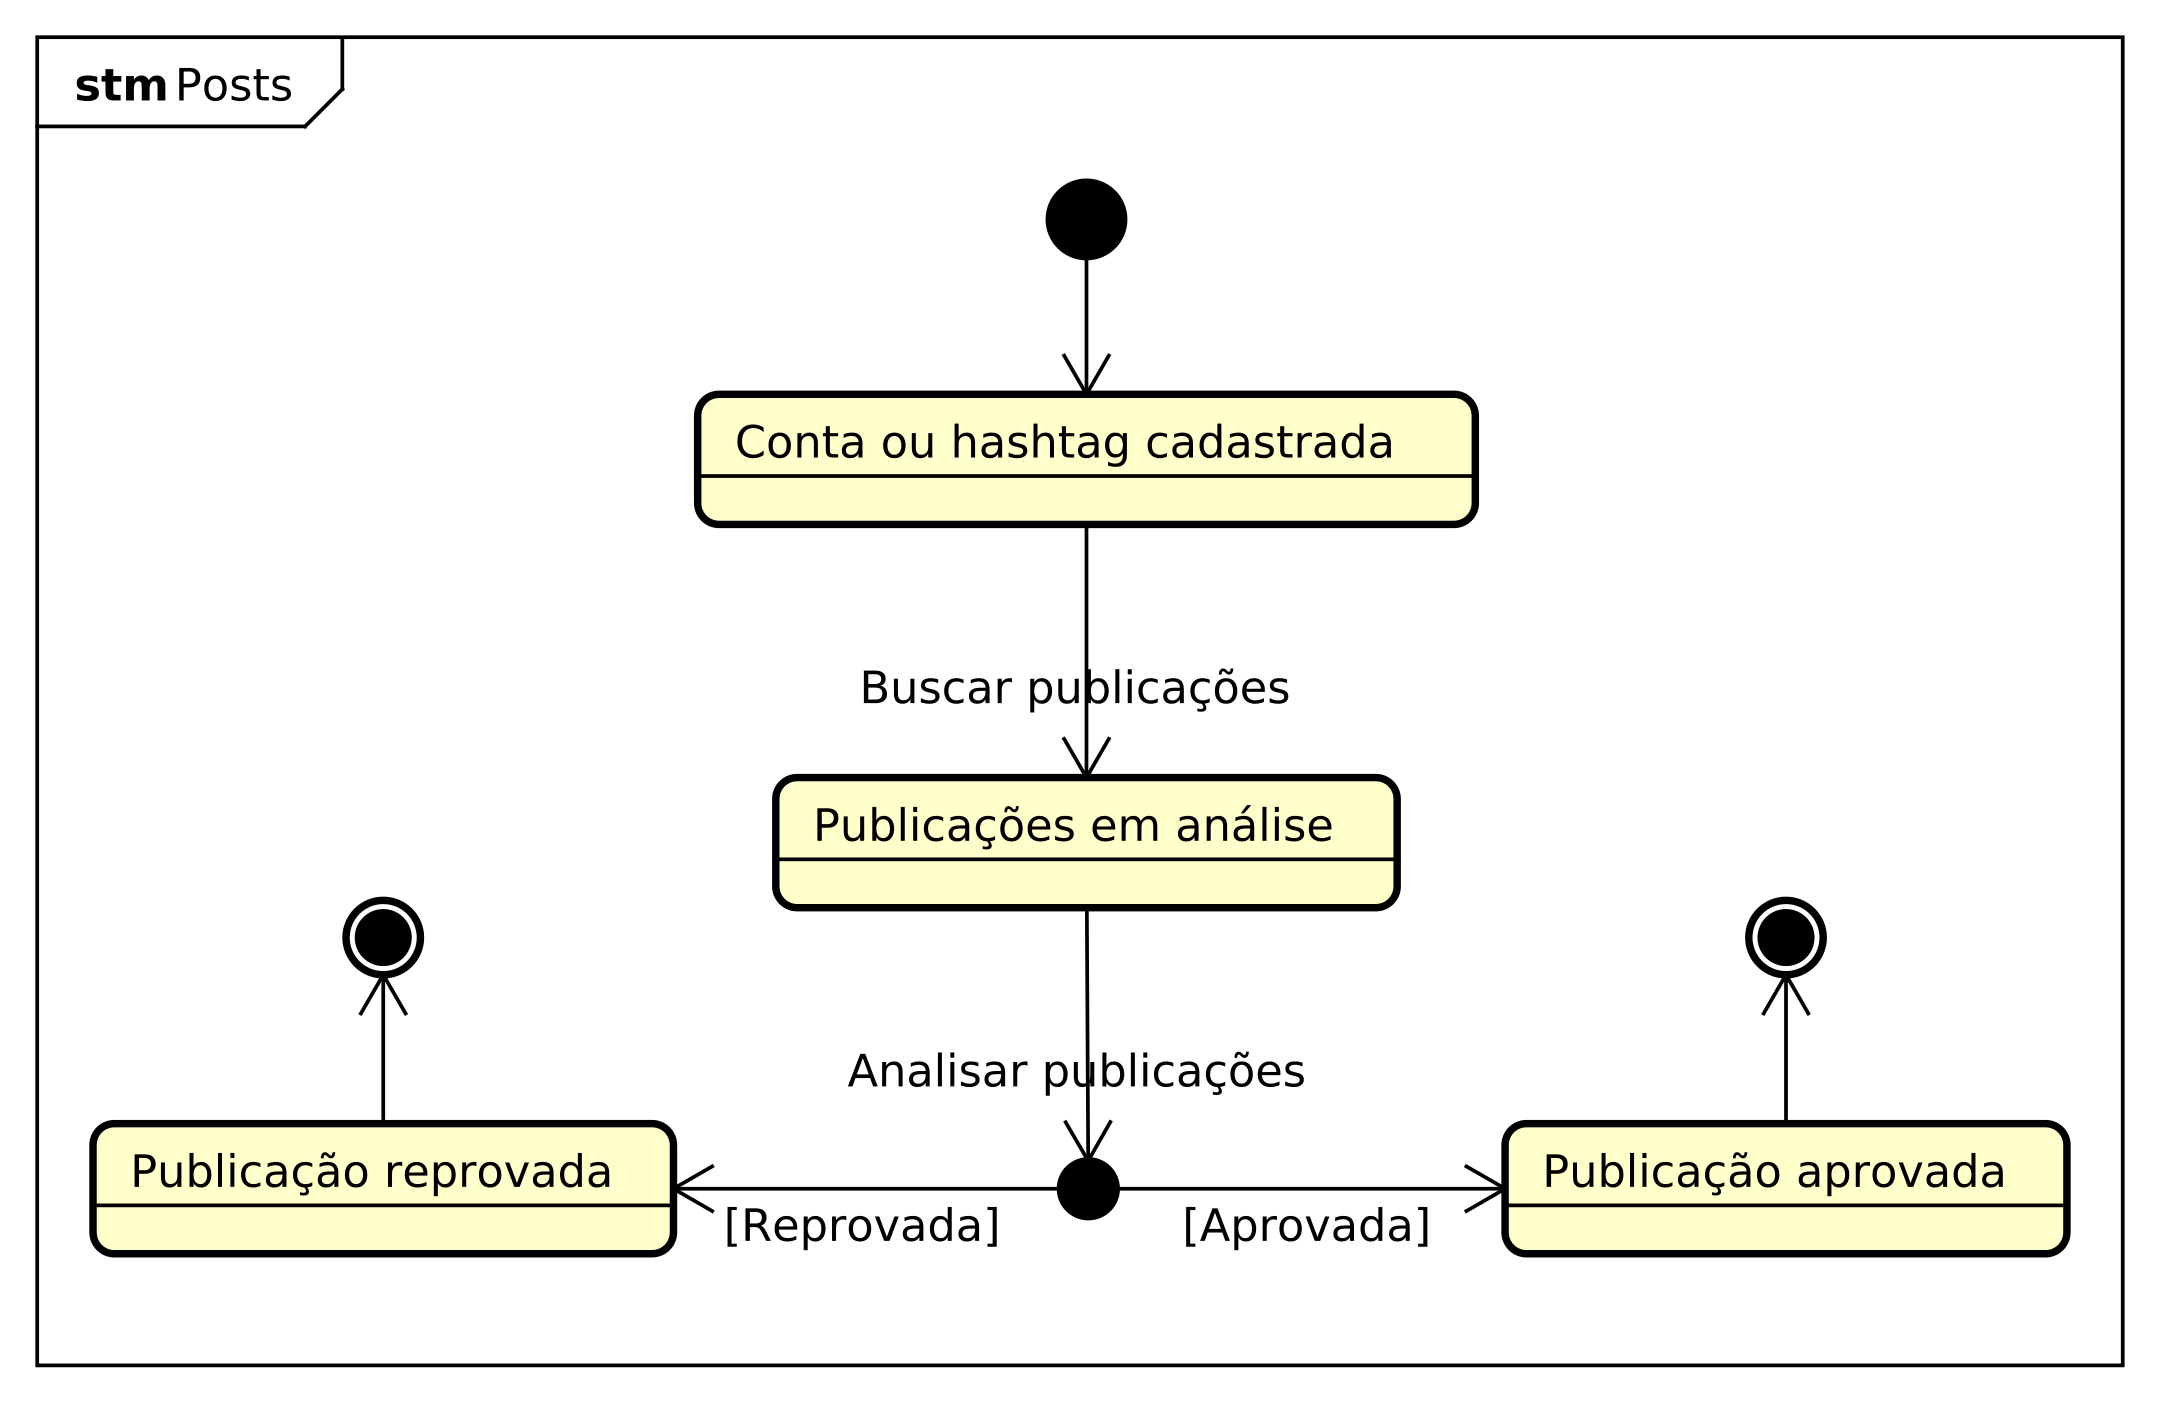 stm Posts
Conta ou hashtag cadastrada
Buscar publicações
Publicações em análise
Analisar publicações
Publicação reprovada
Publicação aprovada
[Reprovada]
[Aprovada]